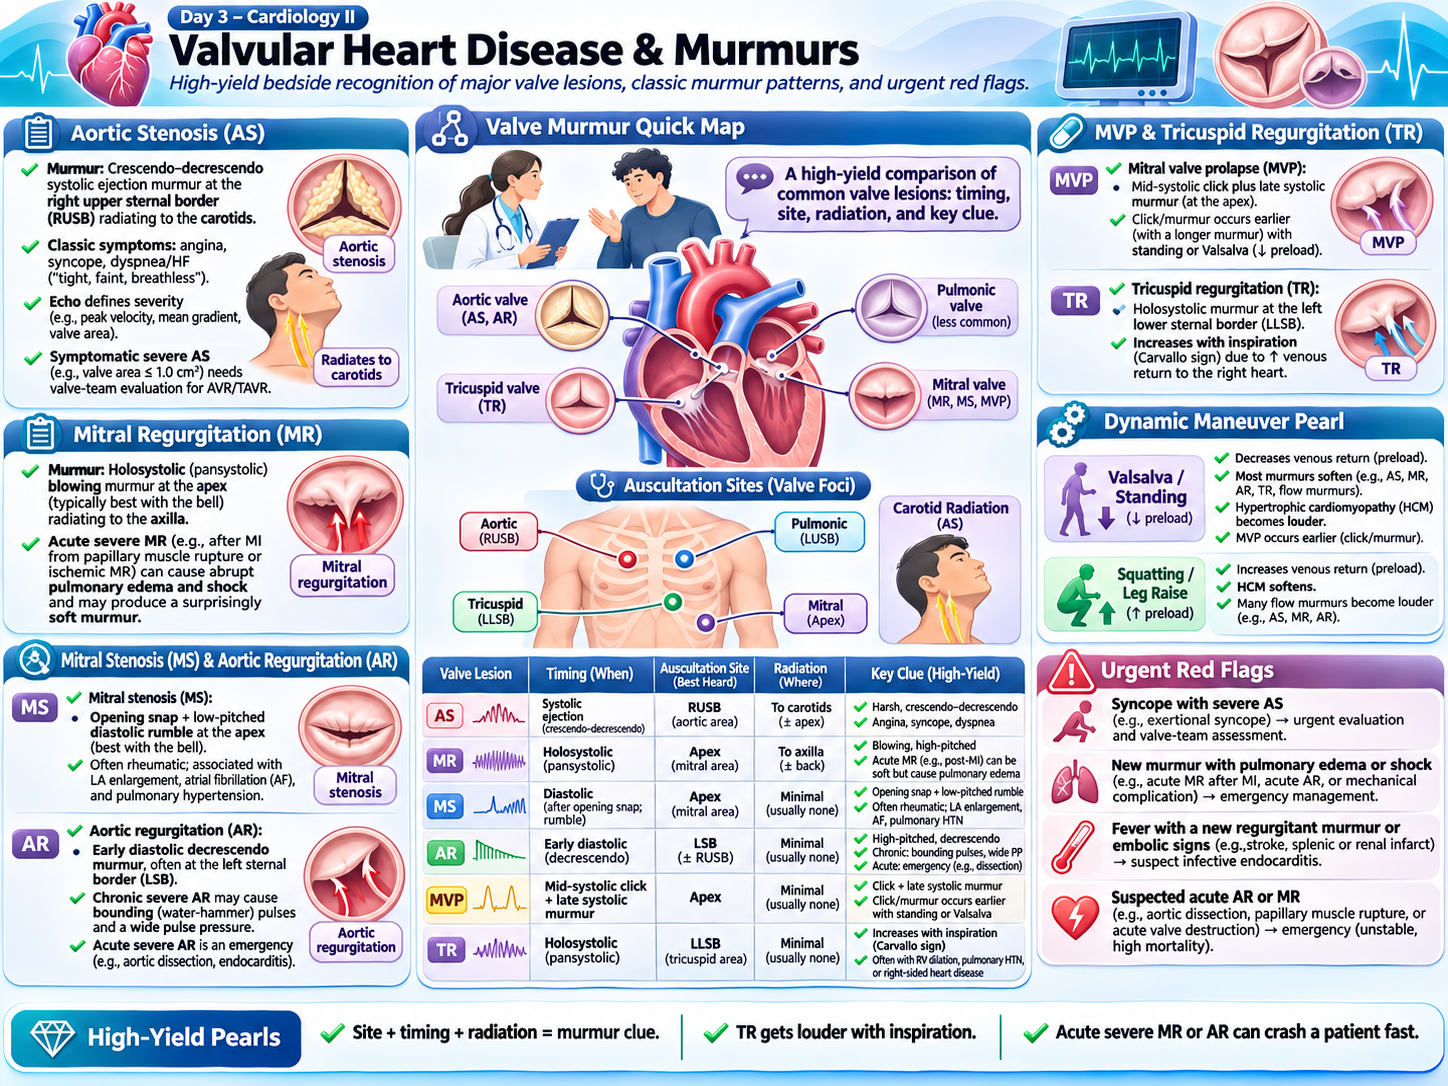 Day 3 – Cardiology II
Valvular Heart Disease & Murmurs
High-yield bedside recognition of major valve lesions, classic murmur patterns, and urgent red flags.
Aortic Stenosis (AS)
Murmur: Crescendo–decrescendo
systolic ejection murmur at the
right upper sternal border
(RUSB) radiating to the carotids.
Classic symptoms: angina,
syncope, dyspnea/HF
("tight, faint, breathless").
Echo defines severity
(e.g., peak velocity, mean gradient,
valve area).
Symptomatic severe AS
(e.g., valve area ≤ 1.0 cm²) needs
valve-team evaluation for AVR/TAVR.
Aortic
stenosis
Radiates to
carotids
Mitral Regurgitation (MR)
Murmur: Holosystolic (pansystolic)
blowing murmur at the apex
(typically best with the bell)
radiating to the axilla.
Acute severe MR (e.g., after MI
from papillary muscle rupture or
ischemic MR) can cause abrupt
pulmonary edema and shock
and may produce a surprisingly
soft murmur.
Mitral
regurgitation
Mitral Stenosis (MS) & Aortic Regurgitation (AR)
MS
Mitral stenosis (MS):
Opening snap + low-pitched
diastolic rumble at the apex
(best with the bell).
Often rheumatic; associated with
LA enlargement, atrial fibrillation (AF),
and pulmonary hypertension.
Mitral
stenosis
AR
Aortic regurgitation (AR):
Early diastolic decrescendo
murmur, often at the left sternal
border (LSB).
Chronic severe AR may cause
bounding (water-hammer) pulses
and a wide pulse pressure.
Acute severe AR is an emergency
(e.g., aortic dissection, endocarditis).
Aortic
regurgitation
Valve Murmur Quick Map
A high-yield comparison of
common valve lesions: timing,
site, radiation, and key clue.
Aortic valve
(AS, AR)
Pulmonic
valve
(less common)
Tricuspid valve
(TR)
Mitral valve
(MR, MS, MVP)
Auscultation Sites (Valve Foci)
Aortic
(RUSB)
Pulmonic
(LUSB)
Tricuspid
(LLSB)
Mitral
(Apex)
Carotid Radiation
(AS)
Valve Lesion
Timing (When)
Auscultation Site
(Best Heard)
Radiation
(Where)
Key Clue (High-Yield)
AS
Systolic
ejection
(crescendo–decrescendo)
RUSB
(aortic area)
To carotids
(± apex)
Harsh, crescendo–decrescendo
Angina, syncope, dyspnea
MR
Holosystolic
(pansystolic)
Apex
(mitral area)
To axilla
(± back)
Blowing, high-pitched
Acute MR (e.g., post-MI) can be
soft but cause pulmonary edema
MS
Diastolic
(after opening snap;
rumble)
Apex
(mitral area)
Minimal
(usually none)
Opening snap + low-pitched rumble
Often rheumatic; LA enlargement,
AF, pulmonary HTN
AR
Early diastolic
(decrescendo)
LSB
(± RUSB)
Minimal
(usually none)
High-pitched, decrescendo
Chronic: bounding pulses, wide PP
Acute: emergency (e.g., dissection)
MVP
Mid-systolic click
+ late systolic
murmur
Apex
Minimal
(usually none)
Click + late systolic murmur
Click/murmur occurs earlier
with standing or Valsalva
TR
Holosystolic
(pansystolic)
LLSB
(tricuspid area)
Minimal
(usually none)
Increases with inspiration
(Carvallo sign)
Often with RV dilation, pulmonary HTN,
or right-sided heart disease
MVP & Tricuspid Regurgitation (TR)
MVP
Mitral valve prolapse (MVP):
Mid-systolic click plus late systolic
murmur (at the apex).
Click/murmur occurs earlier
(with a longer murmur) with
standing or Valsalva (↓ preload).
MVP
TR
Tricuspid regurgitation (TR):
Holosystolic murmur at the left
lower sternal border (LLSB).
Increases with inspiration
(Carvallo sign) due to ↑ venous
return to the right heart.
TR
Dynamic Maneuver Pearl
Valsalva /
Standing
(↓ preload)
Decreases venous return (preload).
Most murmurs soften (e.g., AS, MR,
AR, TR, flow murmurs).
Hypertrophic cardiomyopathy (HCM)
becomes louder.
MVP occurs earlier (click/murmur).
Squatting /
Leg Raise
(↑ preload)
Increases venous return (preload).
HCM softens.
Many flow murmurs become louder
(e.g., AS, MR, AR).
Urgent Red Flags
Syncope with severe AS
(e.g., exertional syncope) → urgent evaluation
and valve-team assessment.
New murmur with pulmonary edema or shock
(e.g., acute MR after MI, acute AR, or mechanical
complication) → emergency management.
Fever with a new regurgitant murmur or
embolic signs (e.g.,stroke, splenic or renal infarct)
→ suspect infective endocarditis.
Suspected acute AR or MR
(e.g., aortic dissection, papillary muscle rupture, or
acute valve destruction) → emergency (unstable,
high mortality).
High-Yield Pearls
Site + timing + radiation = murmur clue.
TR gets louder with inspiration.
Acute severe MR or AR can crash a patient fast.